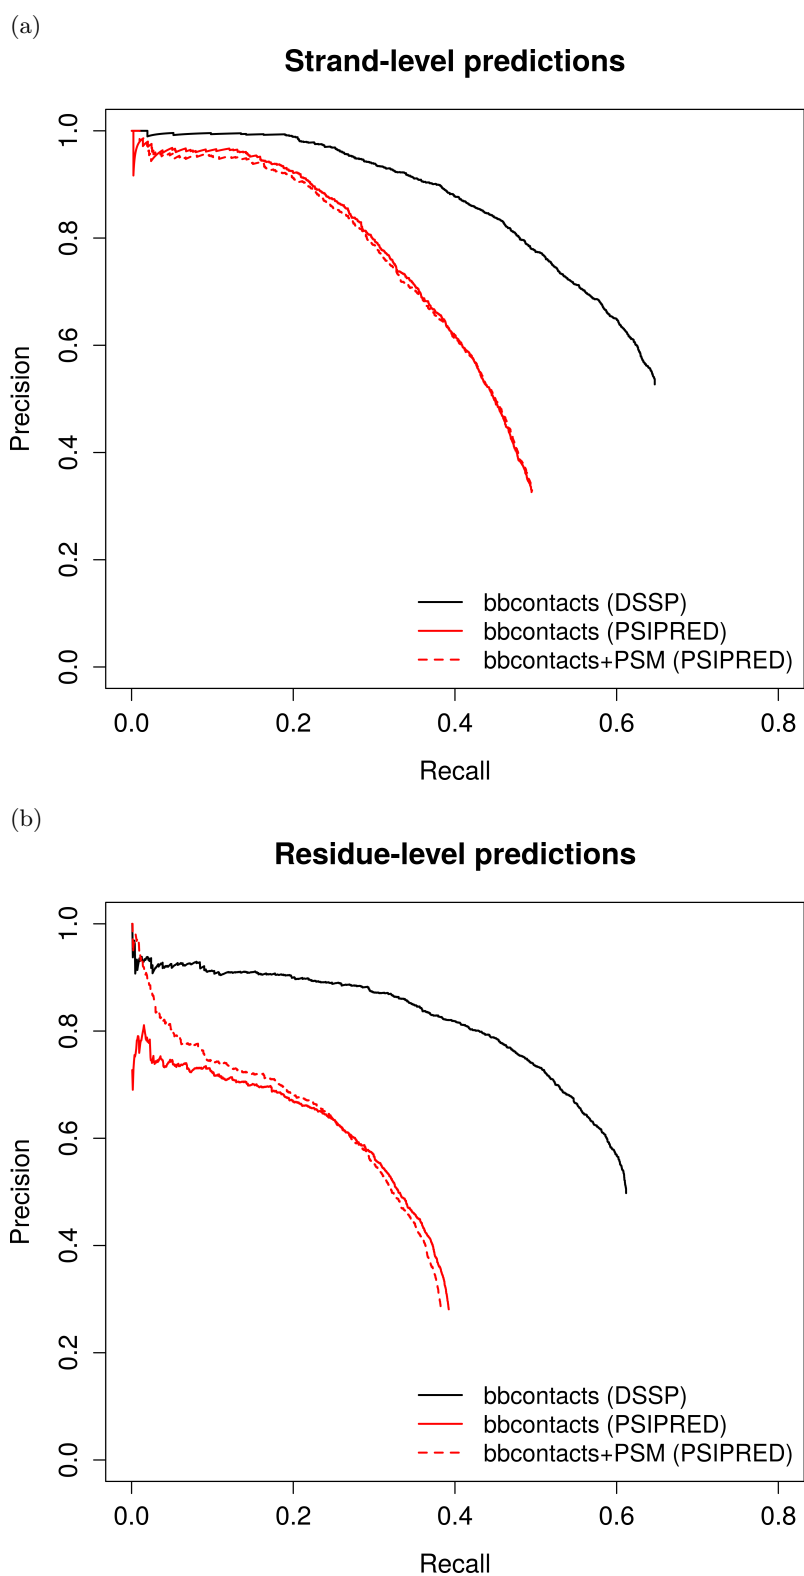 (a)
Strand-level predictions
1.0
0.8
0.6
0.4
0.2
0.0
Precision
bbcontacts (DSSP)
bbcontacts (PSIPRED)
bbcontacts+PSM (PSIPRED)
0.0 0.2 0.4 0.6 0.8
Recall
(b)
Residue-level predictions
1.0
0.8
0.6
0.4
0.2
0.0
Precision
bbcontacts (DSSP)
bbcontacts (PSIPRED)
bbcontacts+PSM (PSIPRED)
0.0 0.2 0.4 0.6 0.8
Recall